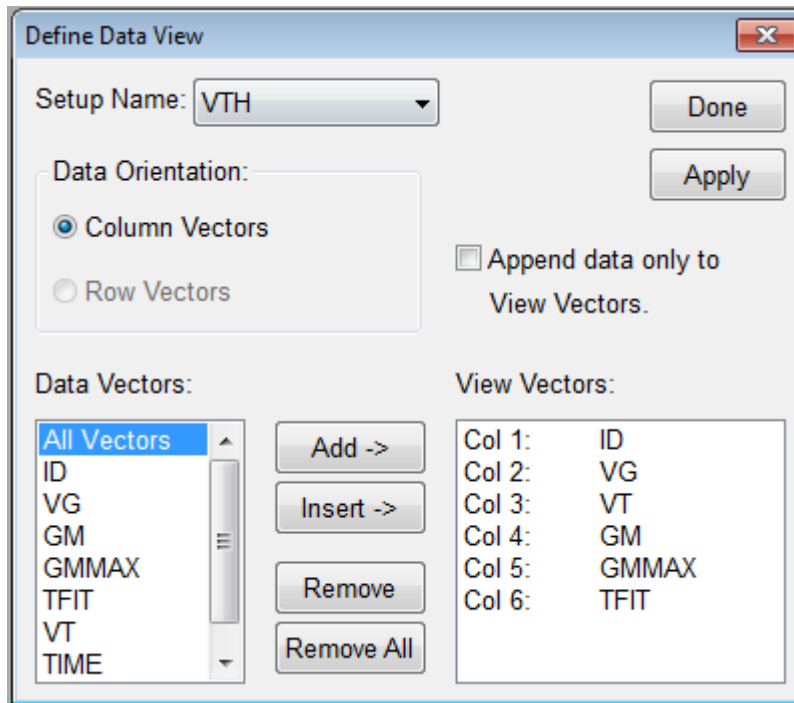 Define Data View
Setup Name: VTH
Done
Data Orientation:
Apply
Column Vectors
Append data only to
Row Vectors
View Vectors.
Data Vectors:
View Vectors:
All Vectors
ID
VG
GM
GMMAX
TFIT
VT
TIME
Add ->
Insert ->
Remove
Remove All
Col 1: ID
Col 2: VG
Col 3: VT
Col 4: GM
Col 5: GMMAX
Col 6: TFIT